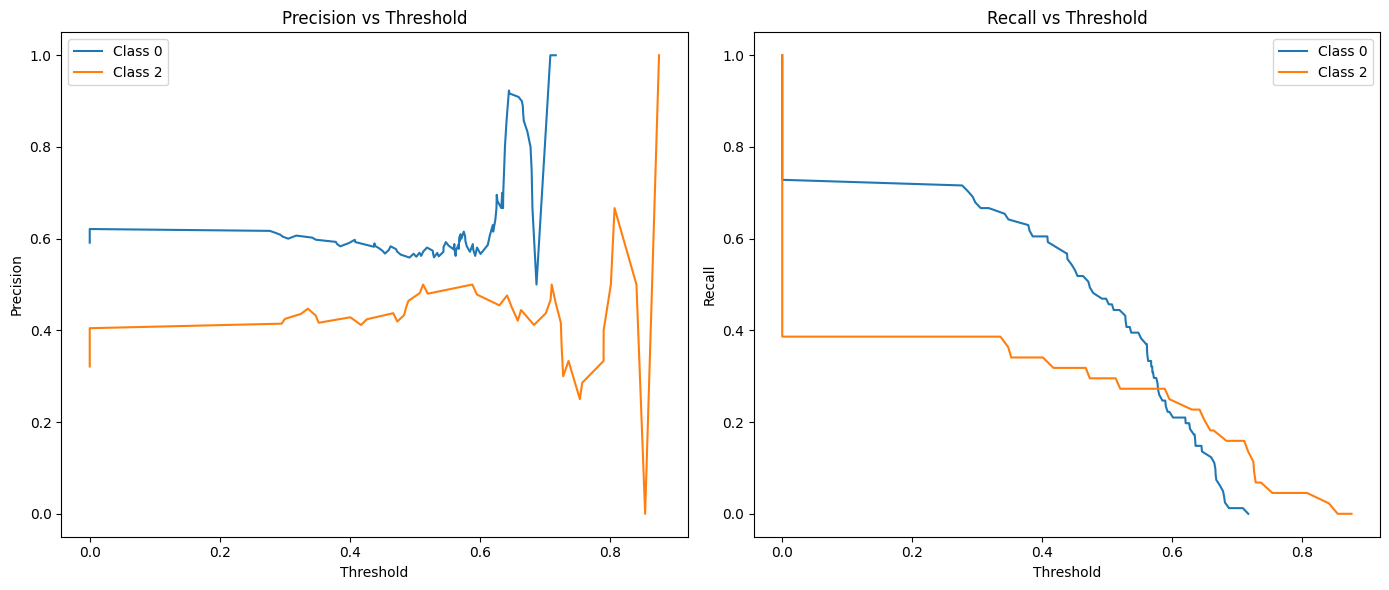 Precision vs Threshold
Class 0
Class 2
1.0
0.8
0.6
0.4
0.2
0.0
Precision
0.0 0.2 0.4 0.6 0.8
Threshold
Recall vs Threshold
Class 0
Class 2
1.0
0.8
0.6
0.4
0.2
0.0
Recall
0.0 0.2 0.4 0.6 0.8
Threshold